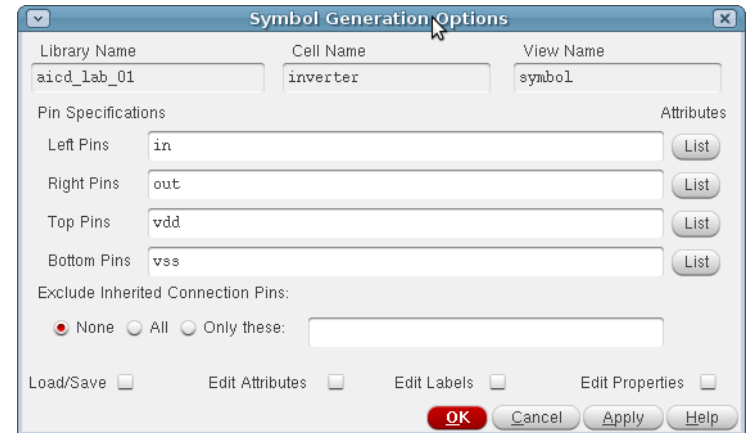 Symbol Generation Options
Library Name Cell Name View Name
aicd_lab_01 inverter symbol
Pin Specifications Attributes
Left Pins in List
Right Pins out List
Top Pins vdd List
Bottom Pins vss List
Exclude Inherited Connection Pins:
None All Only these:
Load/Save Edit Attributes Edit Labels Edit Properties
OK Cancel Apply Help